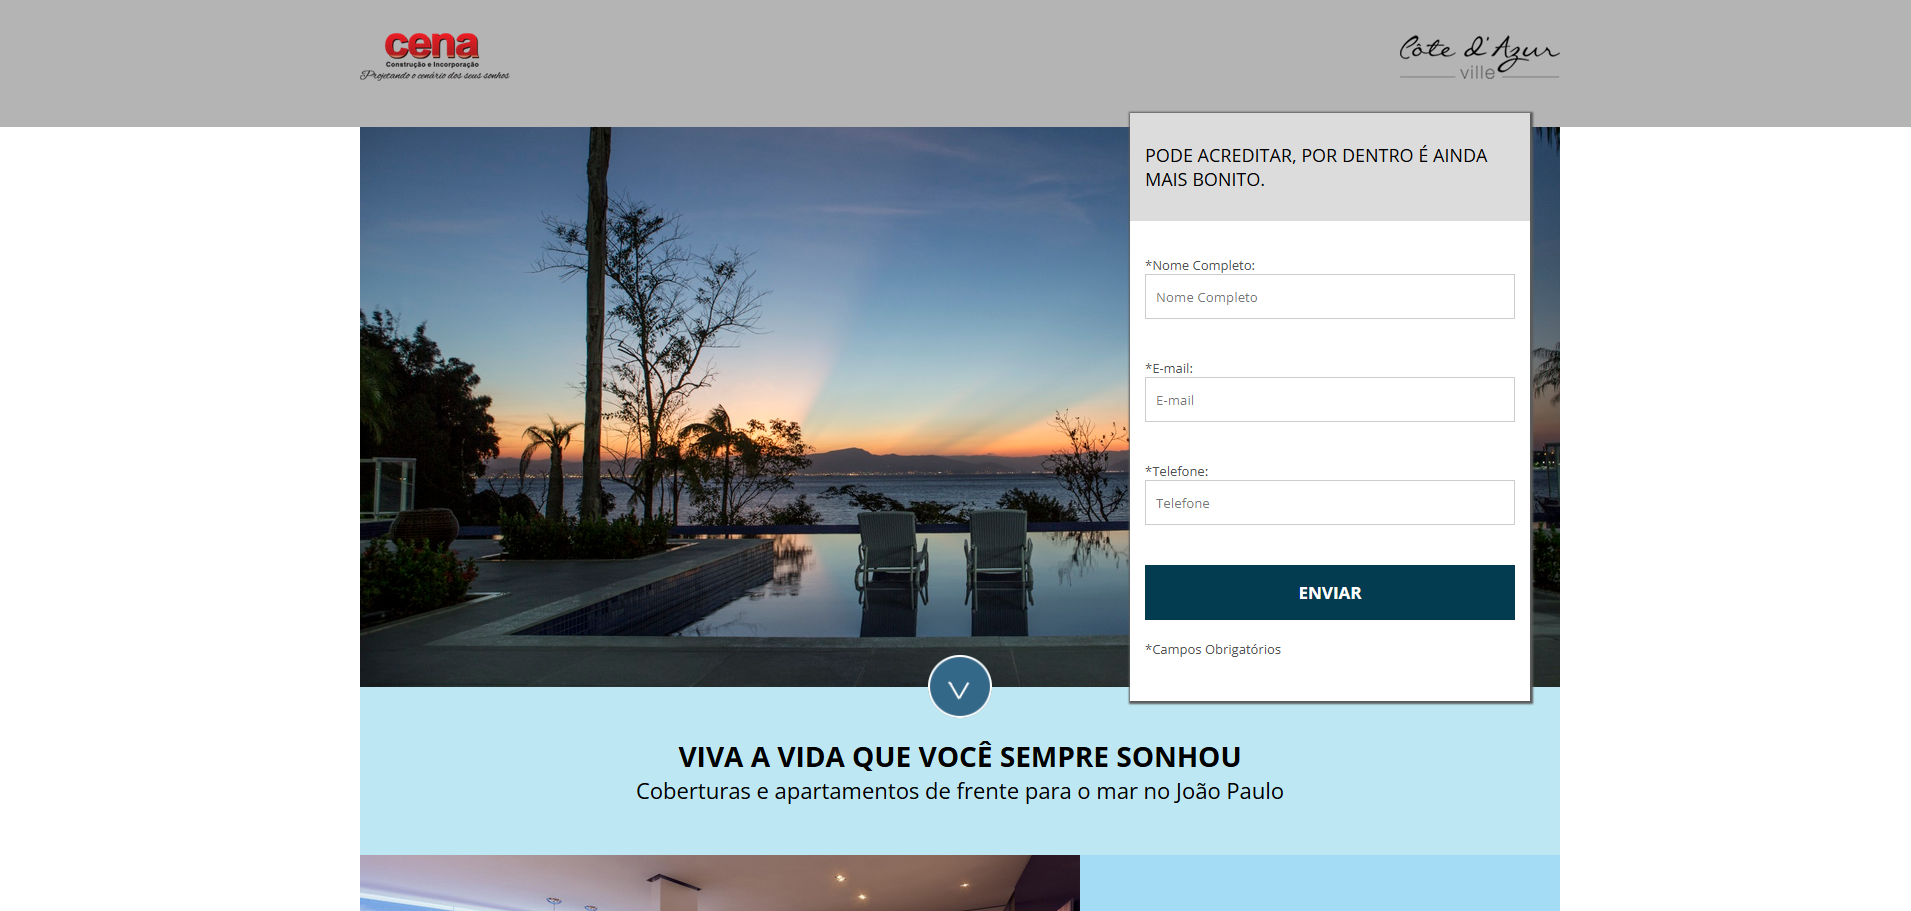 cena
Construção e Incorporação
Projetando o cenário dos seus sonhos
Côte d'Azur
ville
PODE ACREDITAR, POR DENTRO É AINDA
MAIS BONITO.
*Nome Completo:
Nome Completo
*E-mail:
E-mail
*Telefone:
Telefone
ENVIAR
*Campos Obrigatórios
VIVA A VIDA QUE VOCÊ SEMPRE SONHOU
Coberturas e apartamentos de frente para o mar no João Paulo